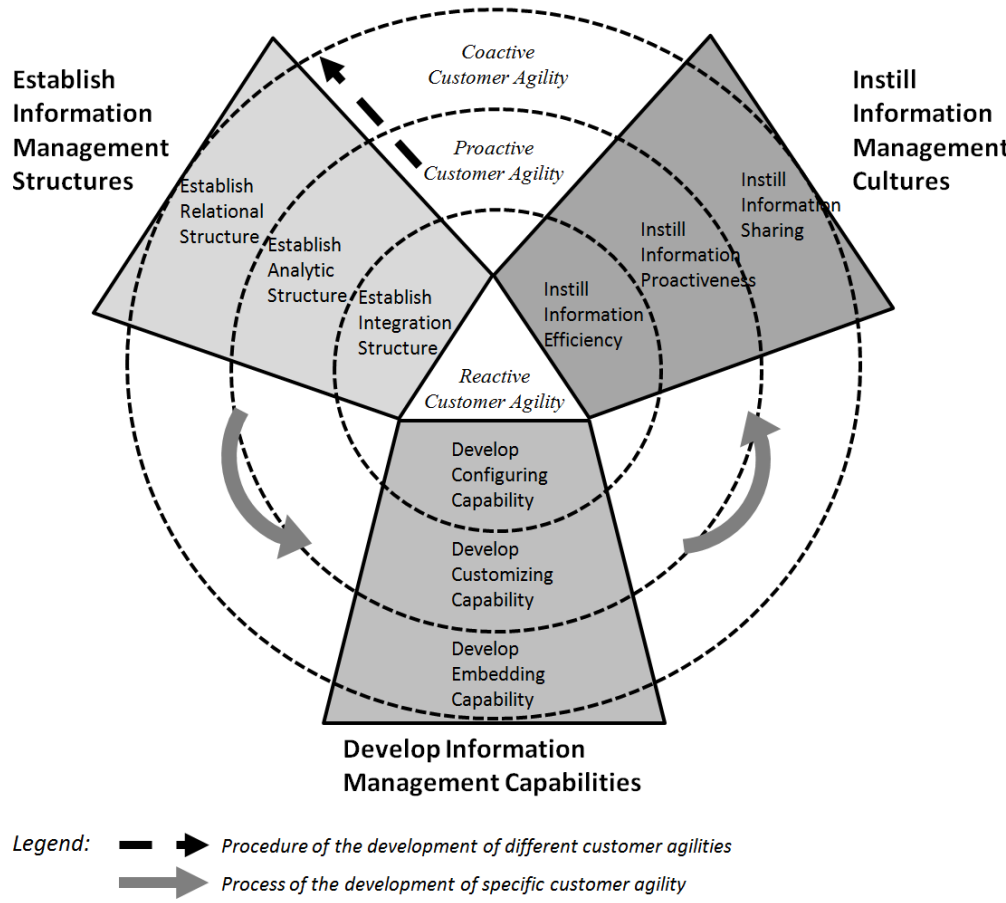 Establish
Information
Management
Structures
Coactive
Customer Agility
Proactive
Customer Agility
Instill
Information
Management
Cultures
Establish
Relational
Structure
Establish
Analytic
Structure
Establish
Integration
Structure
Instill
Information
Efficiency
Instill
Information
Proactiveness
Instill
Information
Sharing
Reactive
Customer Agility
Develop
Configuring
Capability
Develop
Customizing
Capability
Develop
Embedding
Capability
Develop Information
Management Capabilities
Legend:
Procedure of the development of different customer agilities
Process of the development of specific customer agility